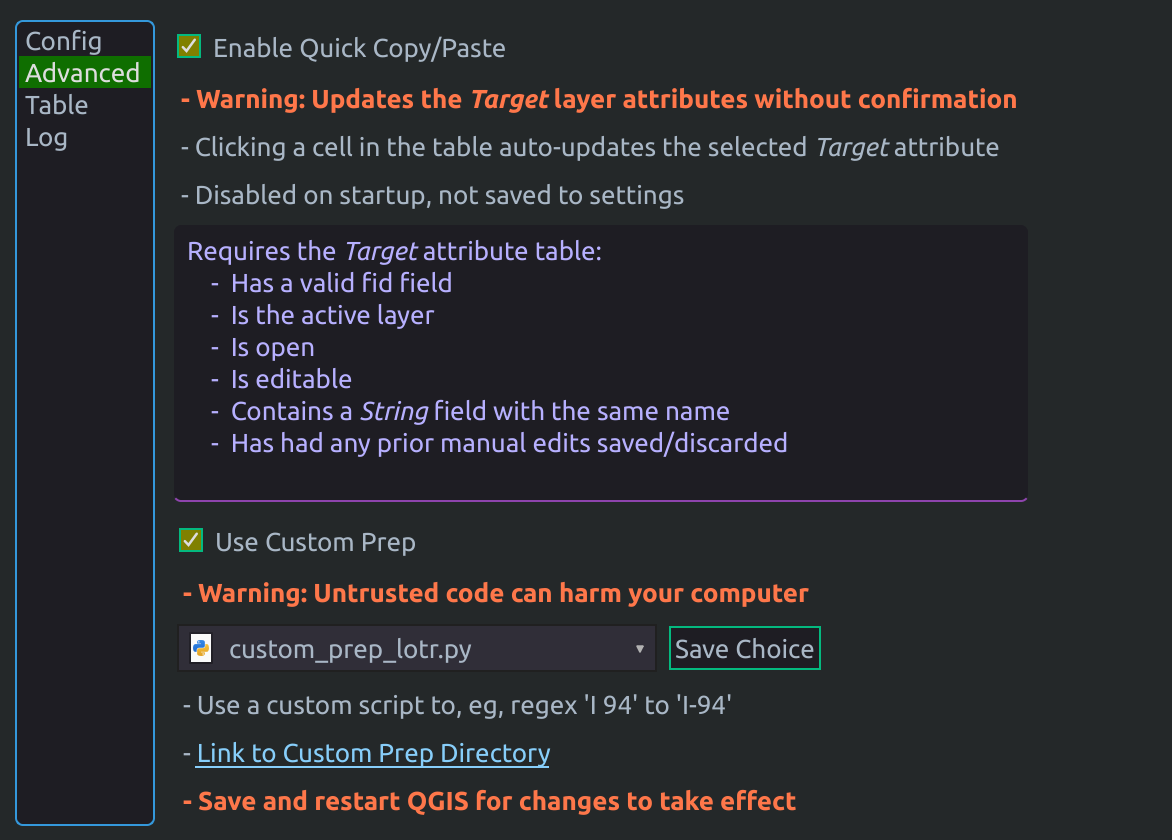 Config
Advanced
Table
Log
Enable Quick Copy/Paste
- Warning: Updates the Target layer attributes without confirmation
- Clicking a cell in the table auto-updates the selected Target attribute
- Disabled on startup, not saved to settings
Requires the Target attribute table:
- Has a valid fid field
- Is the active layer
- Is open
- Is editable
- Contains a String field with the same name
- Has had any prior manual edits saved/discarded
Use Custom Prep
- Warning: Untrusted code can harm your computer
custom_prep_lotr.py
Save Choice
- Use a custom script to, eg, regex 'I 94' to 'I-94'
- Link to Custom Prep Directory
- Save and restart QGIS for changes to take effect